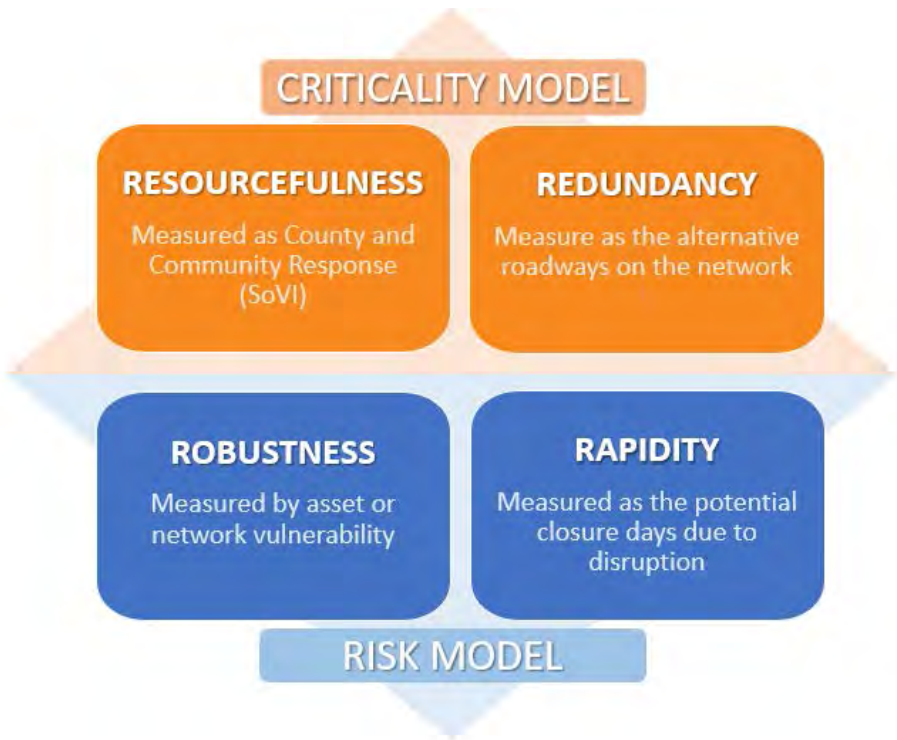 CRITICALITY MODEL
RESOURCEFULNESS
Measured as County and
Community Response
(SoVI)
REDUNDANCY
Measure as the alternative
roadways on the network
ROBUSTNESS
Measured by asset or
network vulnerability
RAPIDITY
Measured as the potential
closure days due to
disruption
RISK MODEL